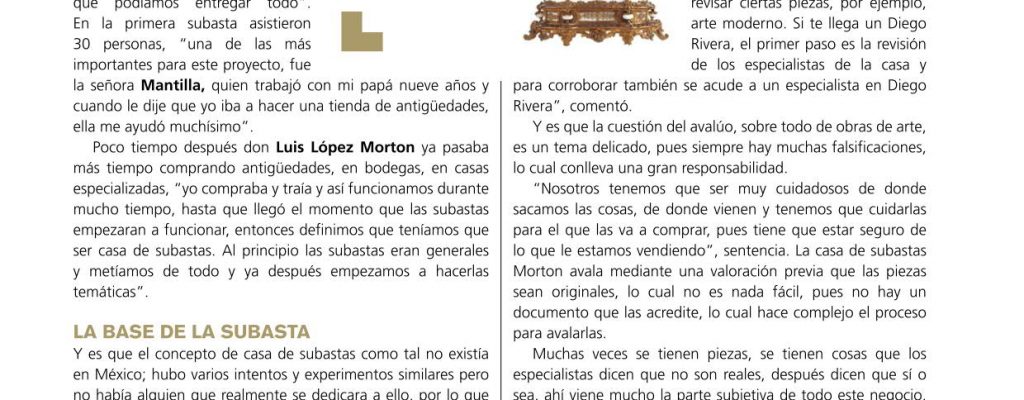 que podíamos entregar todo".
En la primera subasta asistieron
30 personas, "una de las más
importantes para este proyecto, fue
la señora Mantilla, quien trabajó con mi papá nueve años y
cuando le dije que yo iba a hacer una tienda de antigüedades,
ella me ayudó muchísimo".
Poco tiempo después don Luis López Morton ya pasaba
más tiempo comprando antigüedades, en bodegas, en casas
especializadas, "yo compraba y traía y así funcionamos durante
mucho tiempo, hasta que llegó el momento que las subastas
empezaran a funcionar, entonces definimos que teníamos que
ser casa de subastas. Al principio las subastas eran generales
y metíamos de todo y ya después empezamos a hacerlas
temáticas".
LA BASE DE LA SUBASTA
Y es que el concepto de casa de subastas como tal no existía
en México; hubo varios intentos y experimentos similares pero
no había alguien que realmente se dedicara a ello, por lo que
revisar ciertas piezas, por ejemplo,
arte moderno. Si te llega un Diego
Rivera, el primer paso es la revisión
de los especialistas de la casa y
para corroborar también se acude a un especialista en Diego
Rivera", comentó.
Y es que la cuestión del avalúo, sobre todo de obras de arte,
es un tema delicado, pues siempre hay muchas falsificaciones,
lo cual conlleva una gran responsabilidad.
"Nosotros tenemos que ser muy cuidadosos de donde
sacamos las cosas, de donde vienen y tenemos que cuidarlas
para el que las va a comprar, pues tiene que estar seguro de
lo que le estamos vendiendo", sentencia. La casa de subastas
Morton avala mediante una valoración previa que las piezas
sean originales, lo cual no es nada fácil, pues no hay un
documento que las acredite, lo cual hace complejo el proceso
para avalarlas.
Muchas veces se tienen piezas, se tienen cosas que los
especialistas dicen que no son reales, después dicen que sí o
sea, ahí viene mucho la parte subjetiva de todo este negocio.